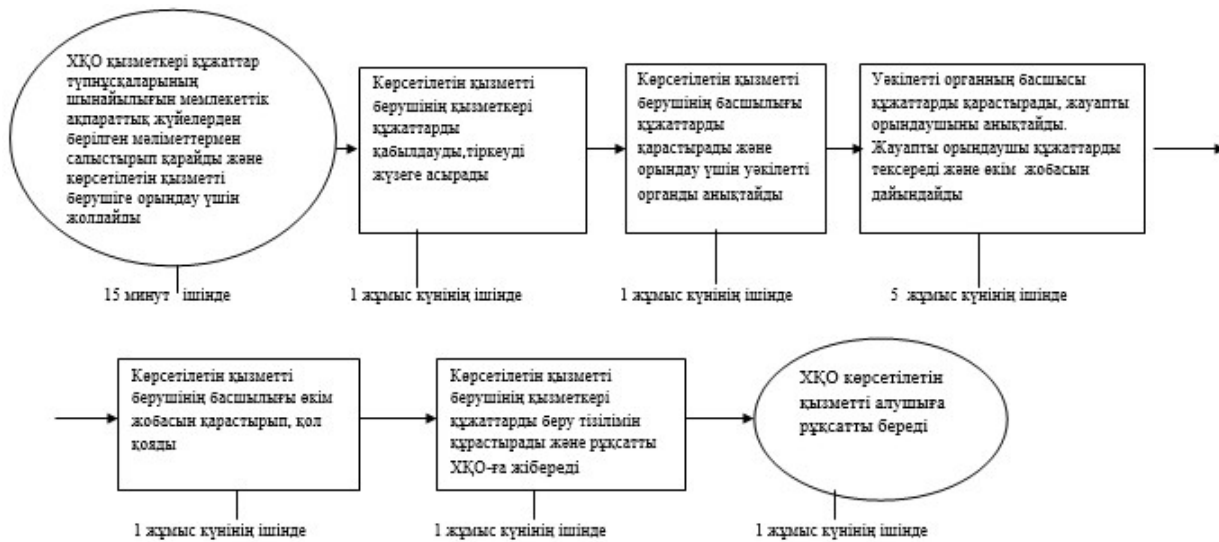 ХҚО қызметкері құжаттар
түпнұсқаларының
шынайылығын мемлекеттік
ақпараттық жүйелерден
берілген мәліметтермен
салыстырып қарайды және
көрсетілетін қызметті
берушіге орындау үшін
жолдайды
Көрсетілетін қызметті
берушінің қызметкері
құжаттарды
қабылдауды,тіркеуді
жүзеге асырады
Көрсетілетін қызметті
берушінің басшылығы
құжаттарды
қарастырады және
орындау үшін уәкілетті
органды анықтайды
Уәкілетті органның басшысы
құжаттарды қарастырады, жауапты
орындаушыны анықтайды.
Жауапты орындаушы құжаттарды
тексереді және өкім жобасын
дайындайды
15 минут ішінде
1 жұмыс күнінің ішінде
1 жұмыс күнінің ішінде
5 жұмыс күнінің ішінде
Көрсетілетін қызметті
берушінің басшылығы өкім
жобасын қарастырып, қол
қояды
Көрсетілетін қызметті
берушінің қызметкері
құжаттарды беру тізілімін
құрастырады және рұқсатты
ХҚО-ға жібереді
ХҚО көрсетілетін
қызметті алушыға
рұқсатты береді
1 жұмыс күнінің ішінде
1 жұмыс күнінің ішінде
1 жұмыс күнінің ішінде